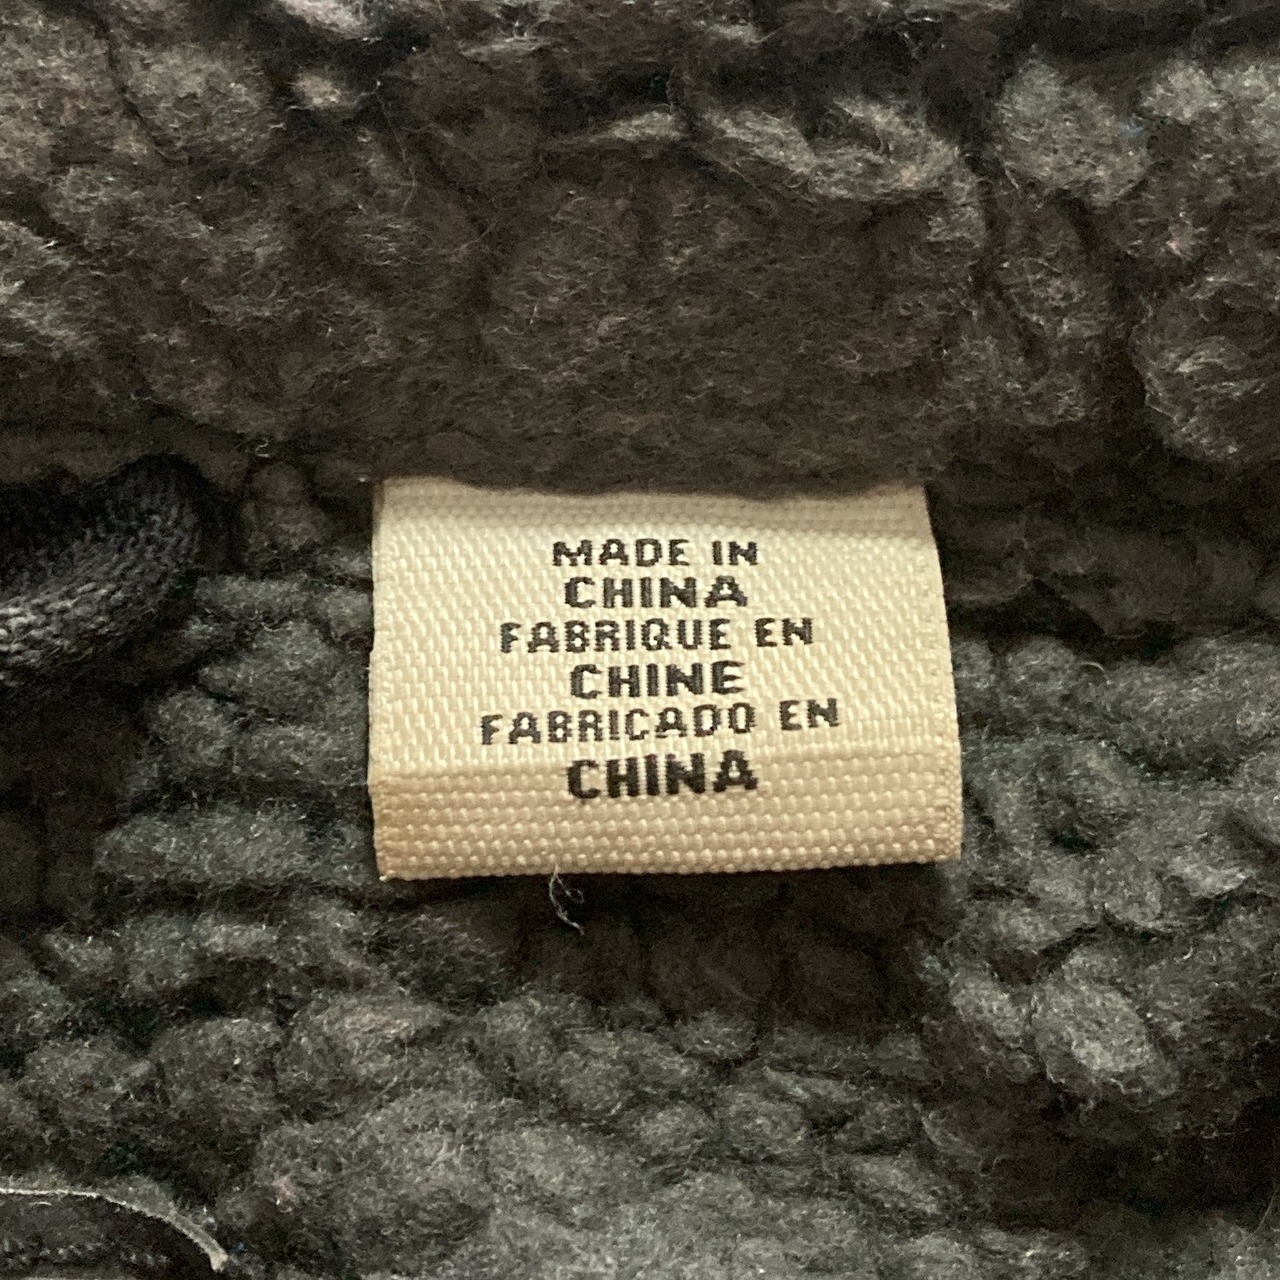 MADE IN
CHINA
FABRIQUE EN
CHINE
FABRICADO EN
CHINA